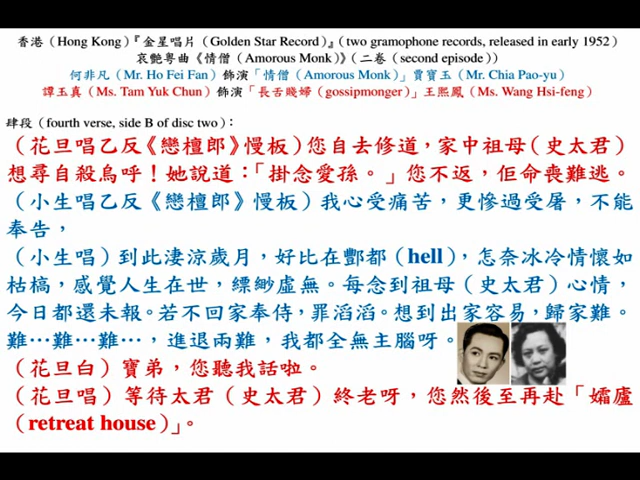 香港（Hong Kong）『金星唱片（Golden Star Record）』（two gramophone records, released in early 1952）
哀艷粵曲《情僧（Amorous Monk）》（二卷（second episode））
何非凡（Mr. Ho Fei Fan）飾演「情僧（Amorous Monk）」賈寶玉（Mr. Chia Pao-yu）
譚玉真（Ms. Tam Yuk Chun）飾演「長舌賤婦（gossipmonger）」王熙鳳（Ms. Wang Hsi-feng）
肆段（fourth verse, side B of disc two）：
（花旦唱乙反《戀檀郎》慢板）您自去修道，家中祖母（史太君）
想尋自殺烏呼！她說道：「掛念愛孫。」您不返，佢命喪難逃。
（小生唱乙反《戀檀郎》慢板）我心受痛苦，更慘過受屠，不能
奉告，
（小生唱）到此淒涼歲月，好比在酆都（hell），怎奈冰冷情懷如
枯槁，感覺人生在世，縹緲虛無。每念到祖母（史太君）心情，
今日都還未報。若不回家奉侍，罪滔滔。想到出家容易，歸家難。
難…難…難…，進退兩難，我都全無主腦呀。
（花旦白）寶弟，您聽我話啦。
（花旦唱）等待太君（史太君）終老呀，您然後至再赴「孀廬
（retreat house）」。